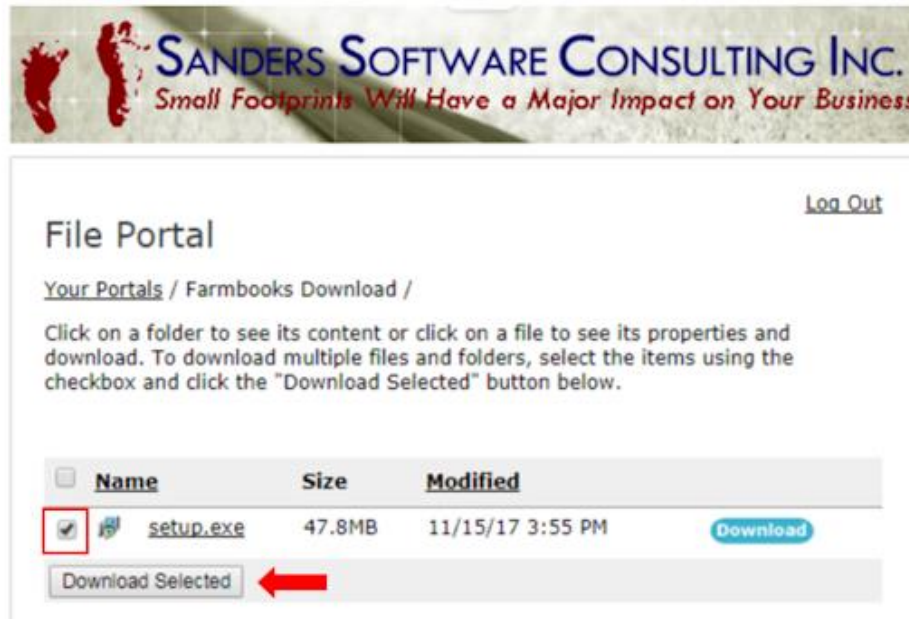 SANDERS SOFTWARE CONSULTING INC.
Small Footprints Will Have a Major Impact on Your Business
Log Out
File Portal
Your Portals / Farmbooks Download /
Click on a folder to see its content or click on a file to see its properties and
download. To download multiple files and folders, select the items using the
checkbox and click the "Download Selected" button below.
Name Size Modified
setup.exe 47.8MB 11/15/17 3:55 PM Download
Download Selected